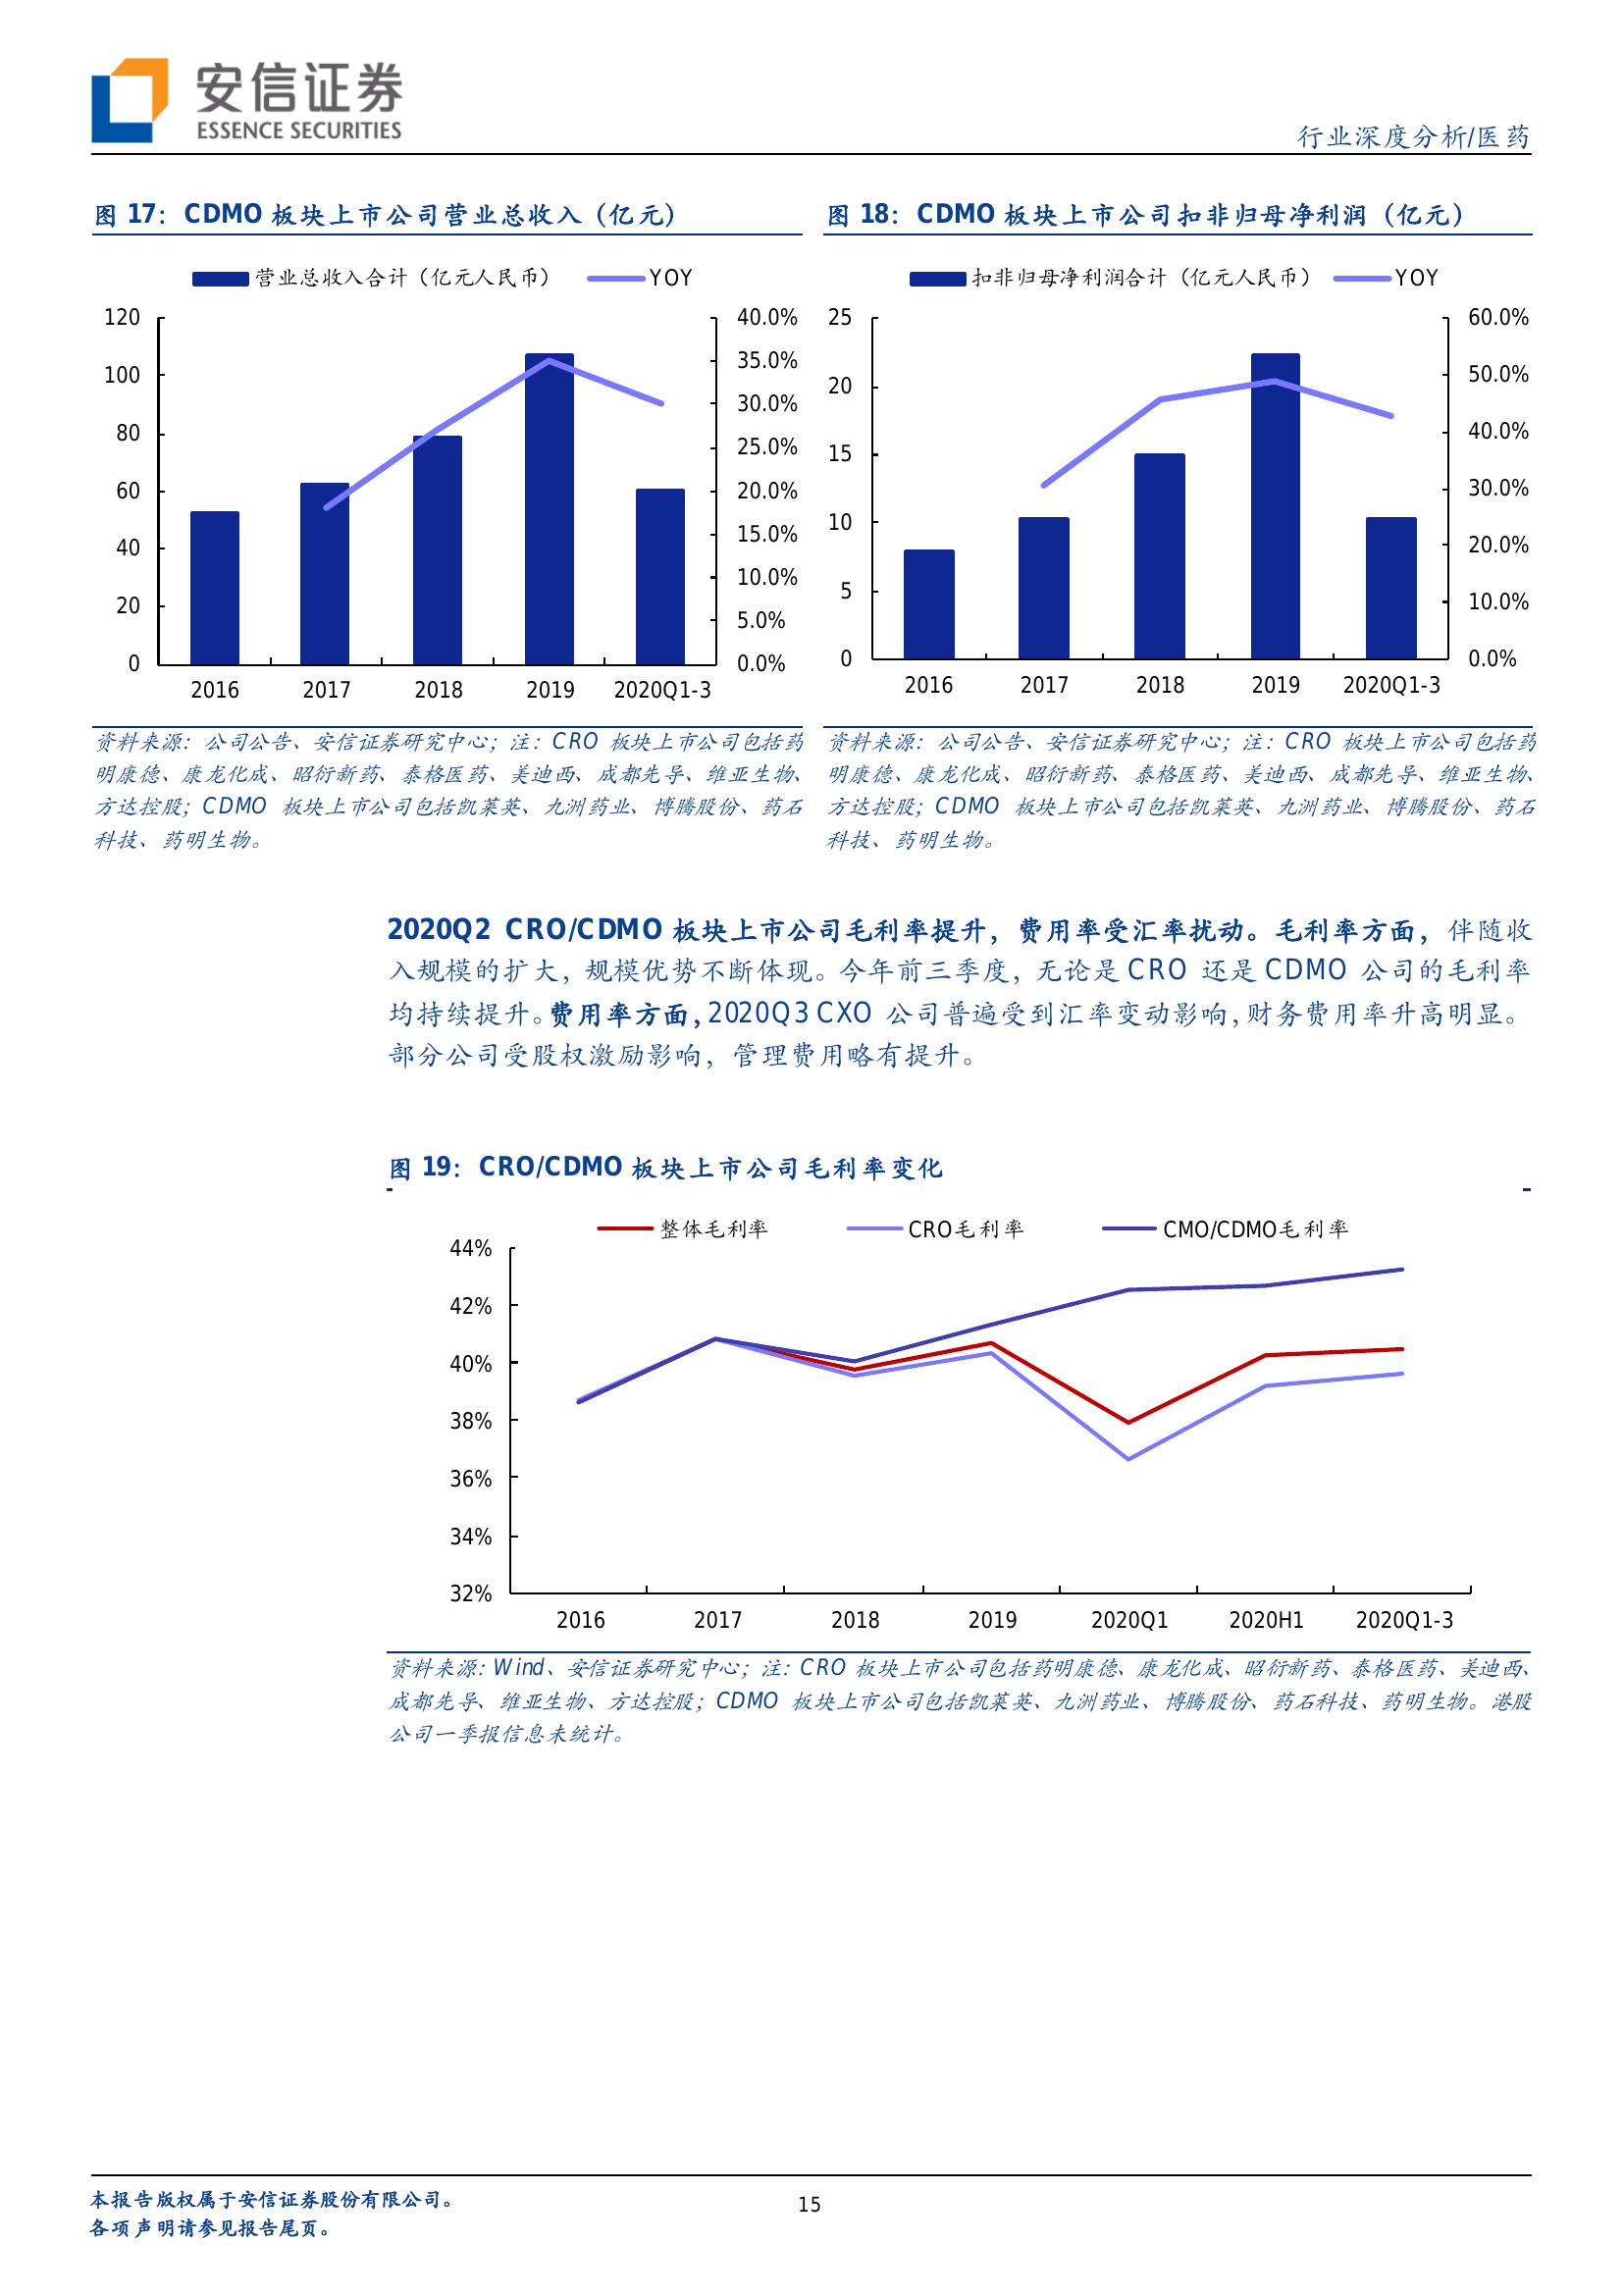 安信证券
ESSENCE SECURITIES
行业深度分析/医药
图 17：CDMO 板块上市公司营业总收入（亿元）
营业总收入合计（亿元人民币） YOY
120
100
80
60
40
20
0
40.0%
35.0%
30.0%
25.0%
20.0%
15.0%
10.0%
5.0%
0.0%
2016 2017 2018 2019 2020Q1-3
资料来源：公司公告、安信证券研究中心；注：CRO 板块上市公司包括药
明康德、康龙化成、昭衍新药、泰格医药、美迪西、成都先导、维亚生物、
方达控股；CDMO 板块上市公司包括凯莱英、九洲药业、博腾股份、药石
科技、药明生物。
图 18：CDMO 板块上市公司扣非归母净利润（亿元）
扣非归母净利润合计（亿元人民币） YOY
25
20
15
10
5
0
60.0%
50.0%
40.0%
30.0%
20.0%
10.0%
0.0%
2016 2017 2018 2019 2020Q1-3
资料来源：公司公告、安信证券研究中心；注：CRO 板块上市公司包括药
明康德、康龙化成、昭衍新药、泰格医药、美迪西、成都先导、维亚生物、
方达控股；CDMO 板块上市公司包括凯莱英、九洲药业、博腾股份、药石
科技、药明生物。
2020Q2 CRO/CDMO 板块上市公司毛利率提升，费用率受汇率扰动。毛利率方面，伴随收
入规模的扩大，规模优势不断体现。今年前三季度，无论是 CRO 还是 CDMO 公司的毛利率
均持续提升。费用率方面，2020Q3 CXO 公司普遍受到汇率变动影响，财务费用率升高明显。
部分公司受股权激励影响，管理费用略有提升。
图 19：CRO/CDMO 板块上市公司毛利率变化
整体毛利率 CRO毛利率 CMO/CDMO毛利率
44%
42%
40%
38%
36%
34%
32%
2016 2017 2018 2019 2020Q1 2020H1 2020Q1-3
资料来源：Wind、安信证券研究中心；注：CRO 板块上市公司包括药明康德、康龙化成、昭衍新药、泰格医药、美迪西、
成都先导、维亚生物、方达控股；CDMO 板块上市公司包括凯莱英、九洲药业、博腾股份、药石科技、药明生物。港股
公司一季报信息未统计。
本报告版权属于安信证券股份有限公司。
各项声明请参见报告尾页。
15